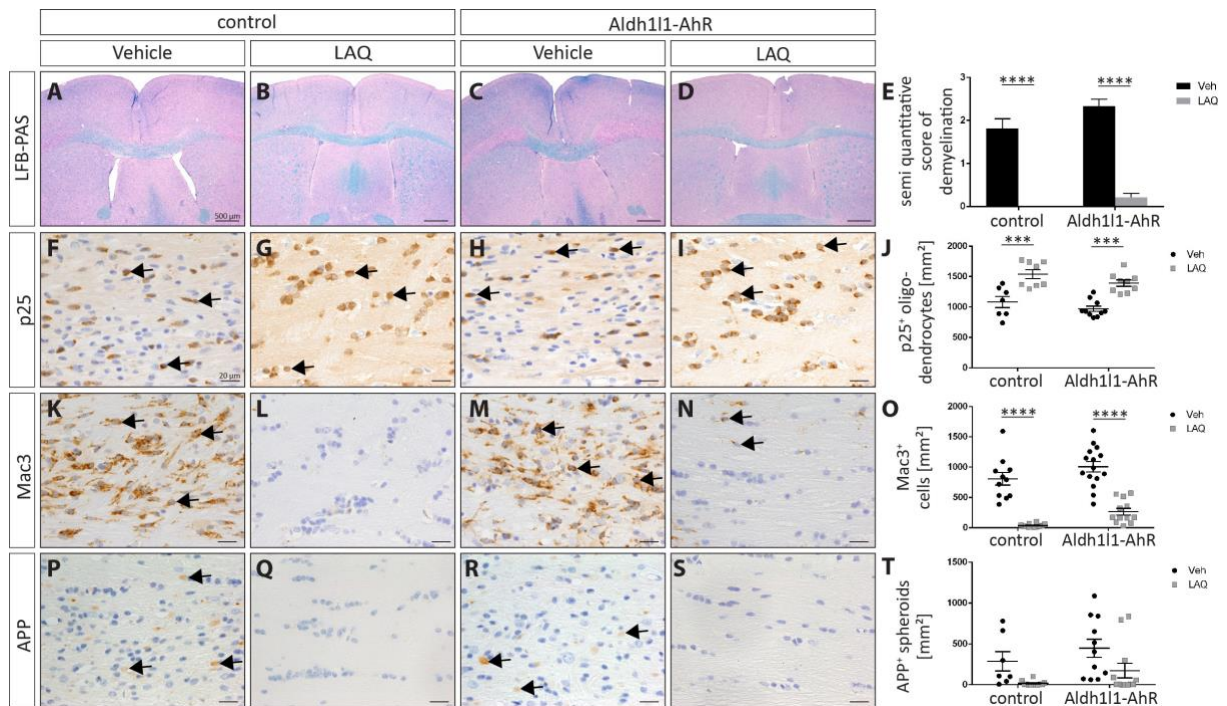 control Aldh1l1-AhR
Vehicle LAQ Vehicle LAQ
LFB-PAS
A B C D
500 µm
E
semi quantitative
score of
demyelination
3
2
1
0
**** ****
control Aldh1l1-AhR
Veh
LAQ
p25
F G H I
20 µm
J
p25⁺ oligo-
dendrocytes [mm²]
2000
1500
1000
500
0
*** ***
control Aldh1l1-AhR
Veh
LAQ
Mac3
K L M N
O
Mac3⁺
cells [mm²]
2000
1500
1000
500
0
**** ****
control Aldh1l1-AhR
Veh
LAQ
APP
P Q R S
T
APP⁺ spheroids
[mm²]
1500
1000
500
0
control Aldh1l1-AhR
Veh
LAQ